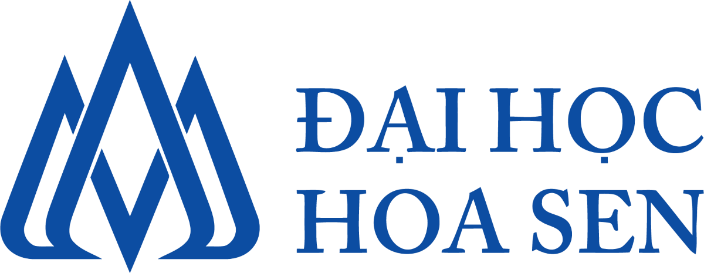 ĐẠI HỌC
HOA SEN